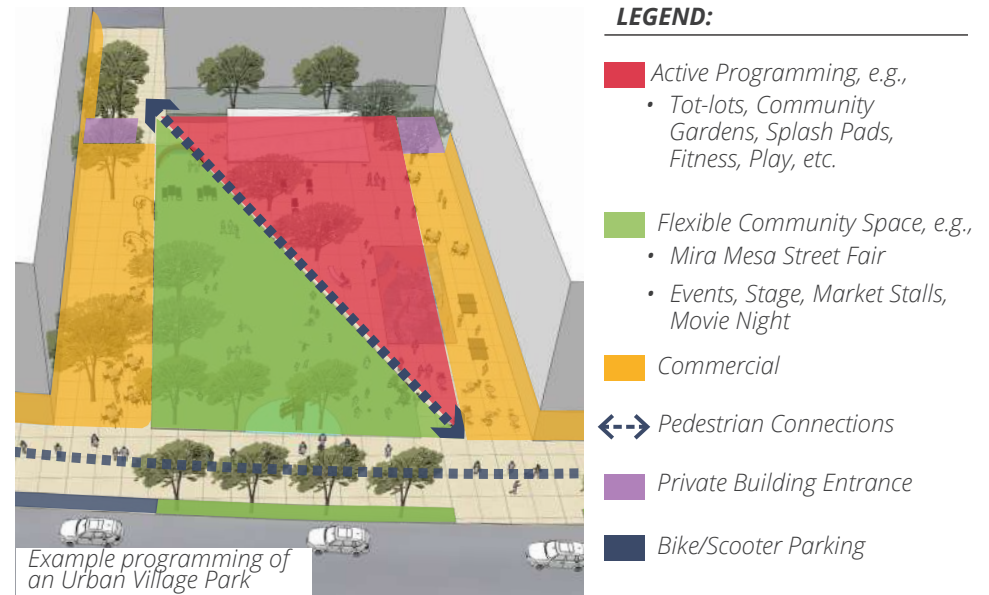 LEGEND:
Active Programming, e.g.,
• Tot-lots, Community
Gardens, Splash Pads,
Fitness, Play, etc.
Flexible Community Space, e.g.,
• Mira Mesa Street Fair
• Events, Stage, Market Stalls,
Movie Night
Commercial
Pedestrian Connections
Private Building Entrance
Bike/Scooter Parking
Example programming of
an Urban Village Park